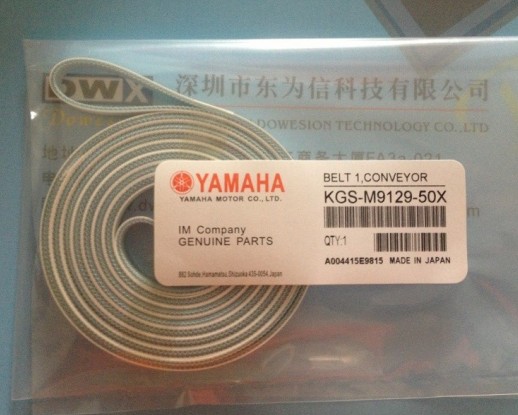 DWX 深圳市东为信科技有限公司
DOWESION TECHNOLOGY CO.,LTD
YAMAHA
YAMAHA MOTOR CO., LTD.
IM Company
GENUINE PARTS
BELT 1,CONVEYOR
KGS-M9129-50X
QTY:1
A004415E9815 MADE IN JAPAN